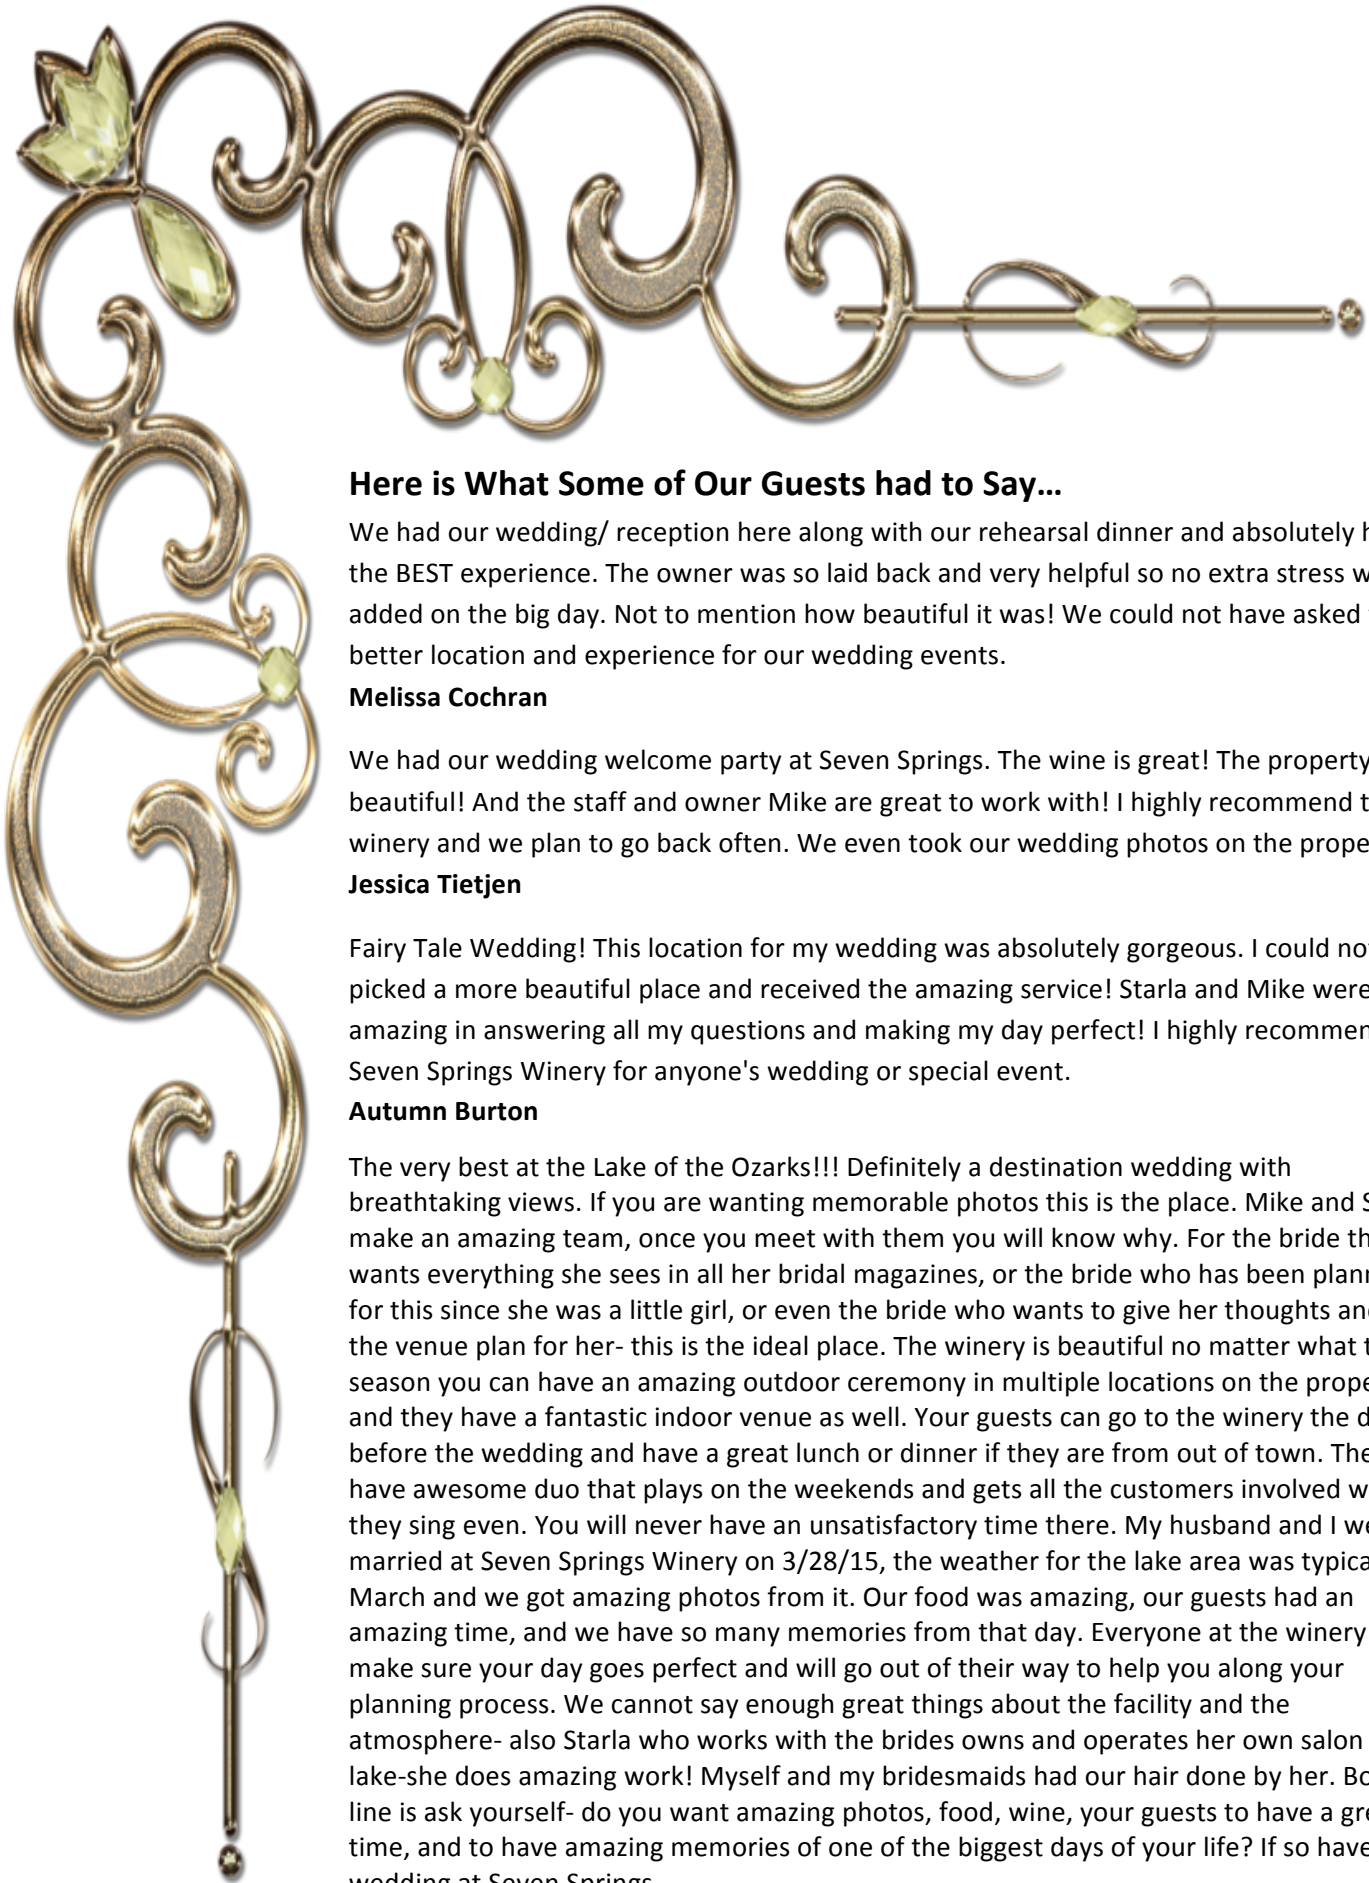 Here is What Some of Our Guests had to Say…
We had our wedding/ reception here along with our rehearsal dinner and absolutely
the BEST experience. The owner was so laid back and very helpful so no extra stress
added on the big day. Not to mention how beautiful it was! We could not have asked
better location and experience for our wedding events.
Melissa Cochran
We had our wedding welcome party at Seven Springs. The wine is great! The property
beautiful! And the staff and owner Mike are great to work with! I highly recommend
winery and we plan to go back often. We even took our wedding photos on the
Jessica Tietjen
Fairy Tale Wedding! This location for my wedding was absolutely gorgeous. I could
picked a more beautiful place and received the amazing service! Starla and Mike were
amazing in answering all my questions and making my day perfect! I highly
Seven Springs Winery for anyone's wedding or special event.
Autumn Burton
The very best at the Lake of the Ozarks!!! Definitely a destination wedding with
breathtaking views. If you are wanting memorable photos this is the place. Mike and
make an amazing team, once you meet with them you will know why. For the bride
wants everything she sees in all her bridal magazines, or the bride who has been
for this since she was a little girl, or even the bride who wants to give her thoughts
the venue plan for her- this is the ideal place. The winery is beautiful no matter what
season you can have an amazing outdoor ceremony in multiple locations on the
and they have a fantastic indoor venue as well. Your guests can go to the winery the
before the wedding and have a great lunch or dinner if they are from out of town.
have awesome duo that plays on the weekends and gets all the customers involved
they sing even. You will never have an unsatisfactory time there. My husband and I
married at Seven Springs Winery on 3/28/15, the weather for the lake area was
March and we got amazing photos from it. Our food was amazing, our guests had an
amazing time, and we have so many memories from that day. Everyone at the winery
make sure your day goes perfect and will go out of their way to help you along your
planning process. We cannot say enough great things about the facility and the
atmosphere- also Starla who works with the brides owns and operates her own salon
lake-she does amazing work! Myself and my bridesmaids had our hair done by her.
line is ask yourself- do you want amazing photos, food, wine, your guests to have a
time, and to have amazing memories of one of the biggest days of your life? If so have
wedding at Seven Springs